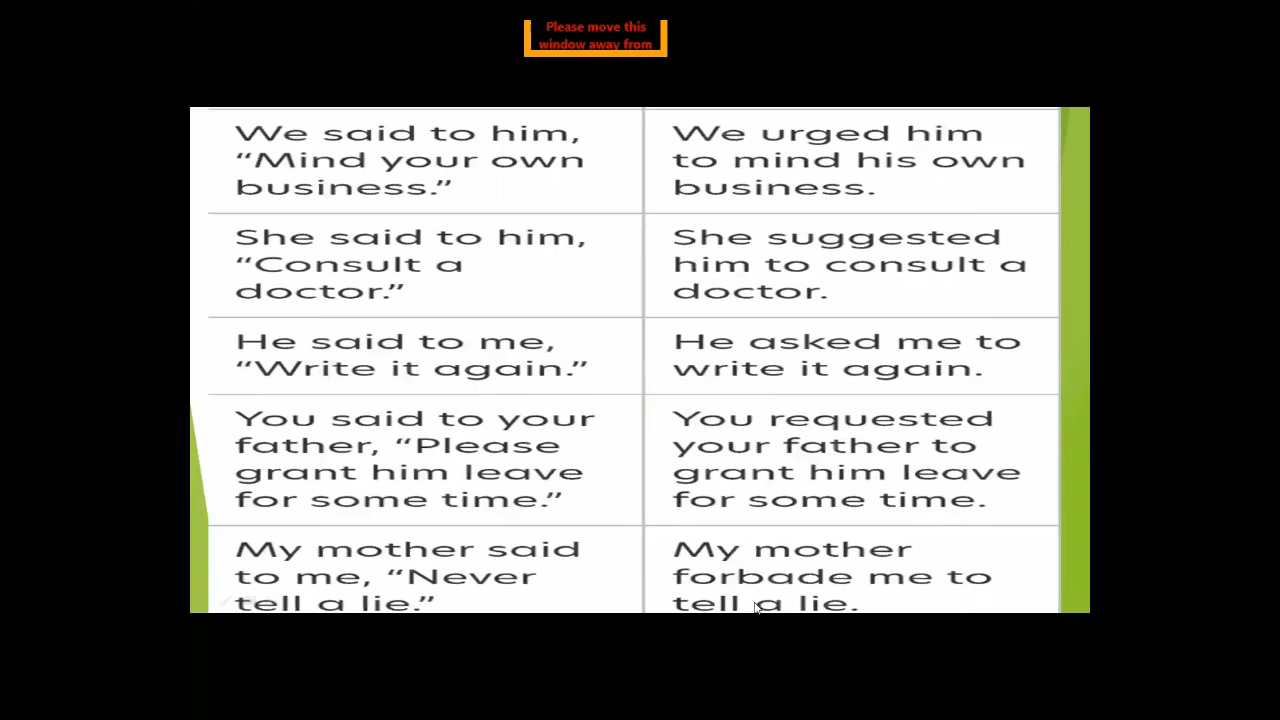 Please move this
window away from
We said to him,
“Mind your own
business.”
We urged him
to mind his own
business.
She said to him,
“Consult a
doctor.”
She suggested
him to consult a
doctor.
He said to me,
“Write it again.”
He asked me to
write it again.
You said to your
father, “Please
grant him leave
for some time.”
You requested
your father to
grant him leave
for some time.
My mother said
to me, “Never
tell a lie.”
My mother
forbade me to
tell a lie.